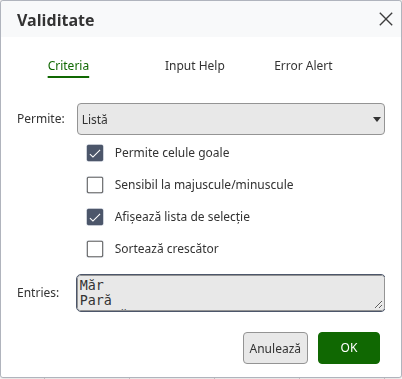 Validitate
Criteria Input Help Error Alert
Permite: Listă
Permite celule goale
Sensibil la majuscule/minuscule
Afișează lista de selecție
Sortează crescător
Entries: Măr
Pară
Anulează OK